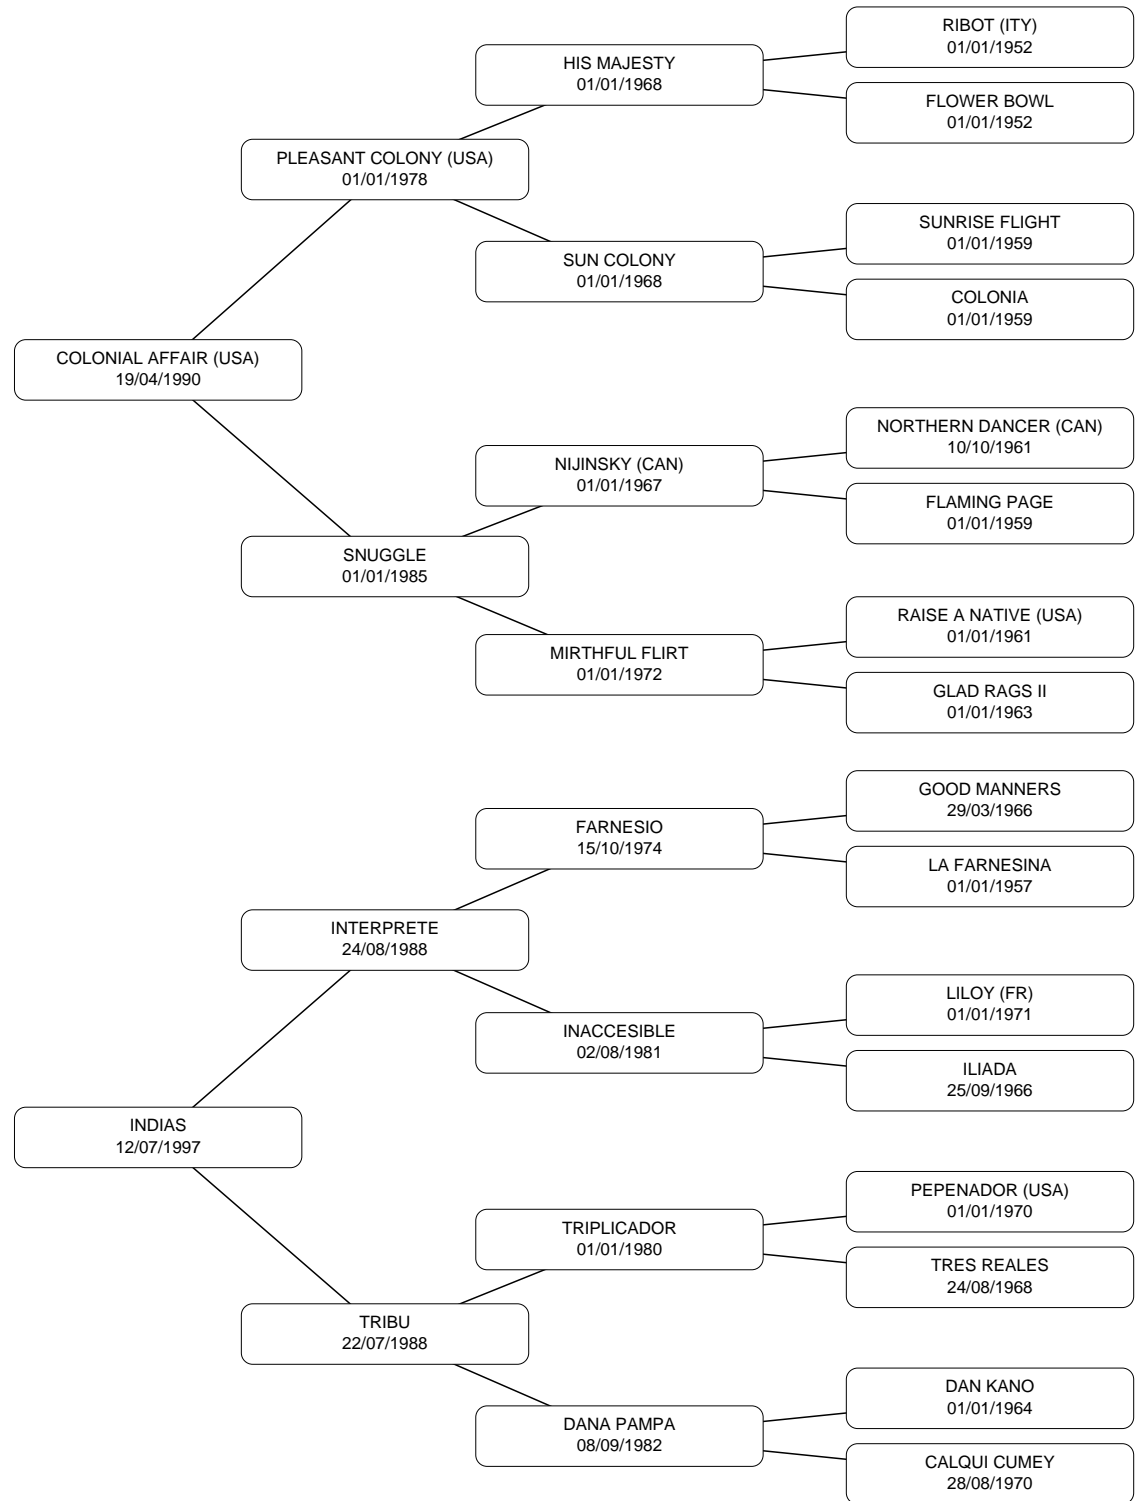 RIBOT (ITY)
01/01/1952
HIS MAJESTY
01/01/1968
FLOWER BOWL
01/01/1952
PLEASANT COLONY (USA)
01/01/1978
SUNRISE FLIGHT
01/01/1959
SUN COLONY
01/01/1968
COLONIA
01/01/1959
COLONIAL AFFAIR (USA)
19/04/1990
NORTHERN DANCER (CAN)
10/10/1961
NIJINSKY (CAN)
01/01/1967
FLAMING PAGE
01/01/1959
SNUGGLE
01/01/1985
RAISE A NATIVE (USA)
01/01/1961
MIRTHFUL FLIRT
01/01/1972
GLAD RAGS II
01/01/1963
GOOD MANNERS
29/03/1966
FARNESIO
15/10/1974
LA FARNESINA
01/01/1957
INTERPRETE
24/08/1988
LILOY (FR)
01/01/1971
INACCESIBLE
02/08/1981
ILIADA
25/09/1966
INDIAS
12/07/1997
PEPENADOR (USA)
01/01/1970
TRIPLICADOR
01/01/1980
TRES REALES
24/08/1968
TRIBU
22/07/1988
DAN KANO
01/01/1964
DANA PAMPA
08/09/1982
CALQUI CUMEY
28/08/1970